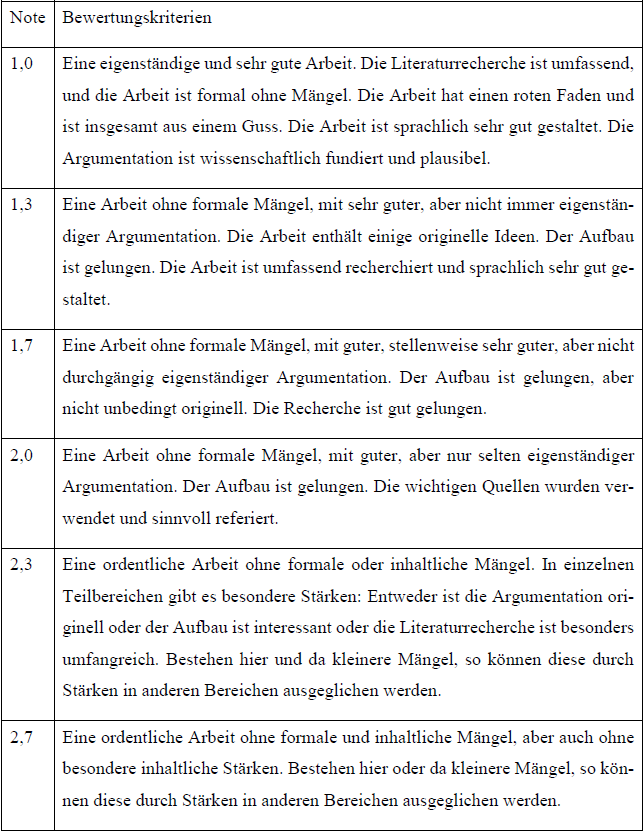 Note Bewertungskriterien
1,0 Eine eigenständige und sehr gute Arbeit. Die Literaturrecherche ist umfassend,
und die Arbeit ist formal ohne Mängel. Die Arbeit hat einen roten Faden und
ist insgesamt aus einem Guss. Die Arbeit ist sprachlich sehr gut gestaltet. Die
Argumentation ist wissenschaftlich fundiert und plausibel.
1,3 Eine Arbeit ohne formale Mängel, mit sehr guter, aber nicht immer eigenstän-
diger Argumentation. Die Arbeit enthält einige originelle Ideen. Der Aufbau
ist gelungen. Die Arbeit ist umfassend recherchiert und sprachlich sehr gut ge-
staltet.
1,7 Eine Arbeit ohne formale Mängel, mit guter, stellenweise sehr guter, aber nicht
durchgängig eigenständiger Argumentation. Der Aufbau ist gelungen, aber
nicht unbedingt originell. Die Recherche ist gut gelungen.
2,0 Eine Arbeit ohne formale Mängel, mit guter, aber nur selten eigenständiger
Argumentation. Der Aufbau ist gelungen. Die wichtigen Quellen wurden ver-
wendet und sinnvoll referiert.
2,3 Eine ordentliche Arbeit ohne formale oder inhaltliche Mängel. In einzelnen
Teilbereichen gibt es besondere Stärken: Entweder ist die Argumentation ori-
ginell oder der Aufbau ist interessant oder die Literaturrecherche ist besonders
umfangreich. Bestehen hier und da kleinere Mängel, so können diese durch
Stärken in anderen Bereichen ausgeglichen werden.
2,7 Eine ordentliche Arbeit ohne formale und inhaltliche Mängel, aber auch ohne
besondere inhaltliche Stärken. Bestehen hier oder da kleinere Mängel, so kön-
nen diese durch Stärken in anderen Bereichen ausgeglichen werden.